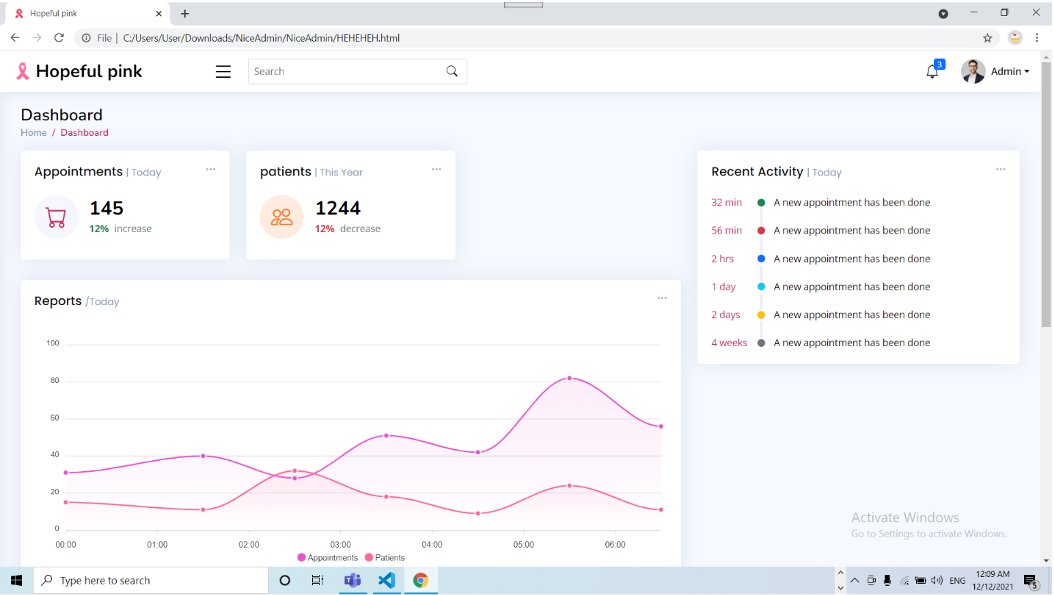 Hopeful pink
File | C:/Users/User/Downloads/NiceAdmin/NiceAdmin/HEHEHEH.html
Hopeful pink
Search
3
Admin
Dashboard
Home / Dashboard
Appointments | Today
145
12% increase
patients | This Year
1244
12% decrease
Recent Activity | Today
32 min A new appointment has been done
56 min A new appointment has been done
2 hrs A new appointment has been done
1 day A new appointment has been done
2 days A new appointment has been done
4 weeks A new appointment has been done
Reports /Today
100
80
60
40
20
0
00:00 01:00 02:00 03:00 04:00 05:00 06:00
Appointments Patients
Activate Windows
Go to Settings to activate Windows.
Type here to search
ENG
12:09 AM
12/12/2021
5